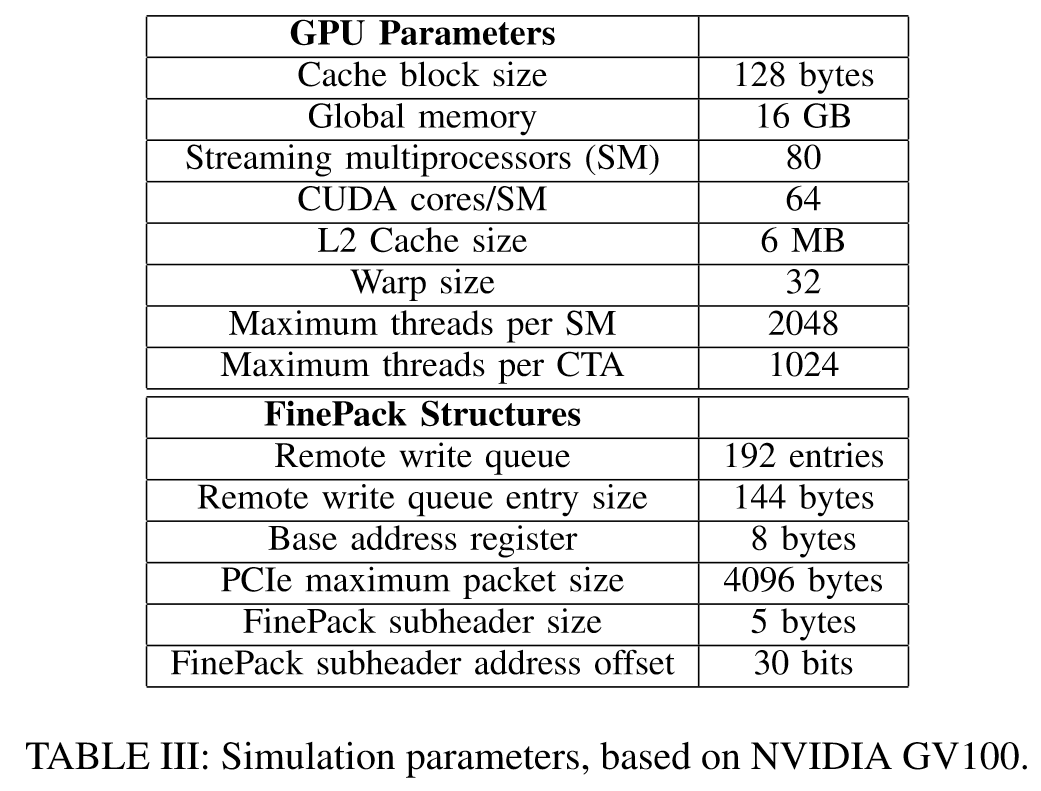 GPU Parameters
Cache block size 128 bytes
Global memory 16 GB
Streaming multiprocessors (SM) 80
CUDA cores/SM 64
L2 Cache size 6 MB
Warp size 32
Maximum threads per SM 2048
Maximum threads per CTA 1024
FinePack Structures
Remote write queue 192 entries
Remote write queue entry size 144 bytes
Base address register 8 bytes
PCIe maximum packet size 4096 bytes
FinePack subheader size 5 bytes
FinePack subheader address offset 30 bits
TABLE III: Simulation parameters, based on NVIDIA GV100.